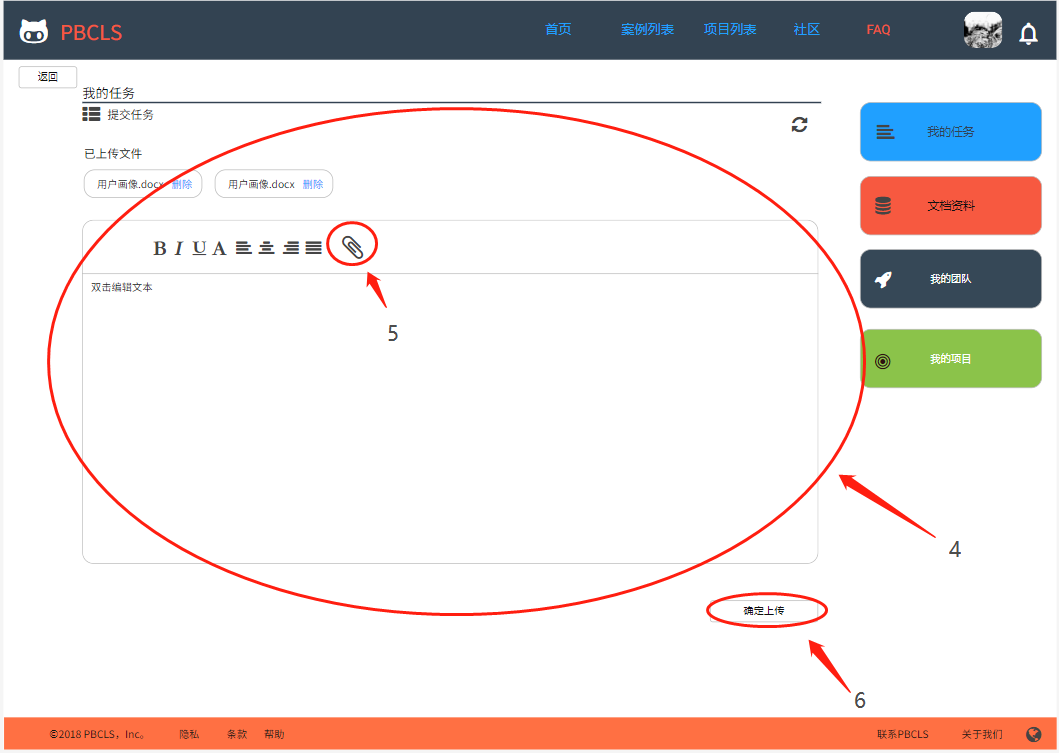 PBCLS 首页 案例列表 项目列表 社区 FAQ
返回
我的任务
提交任务
已上传文件
用户画像.docx 删除 用户画像.docx 删除
B I U A
双击编辑文本
5
我的任务
文档资料
我的团队
我的项目
4
确定上传
6
©2018 PBCLS，Inc。 隐私 条款 帮助 联系PBCLS 关于我们